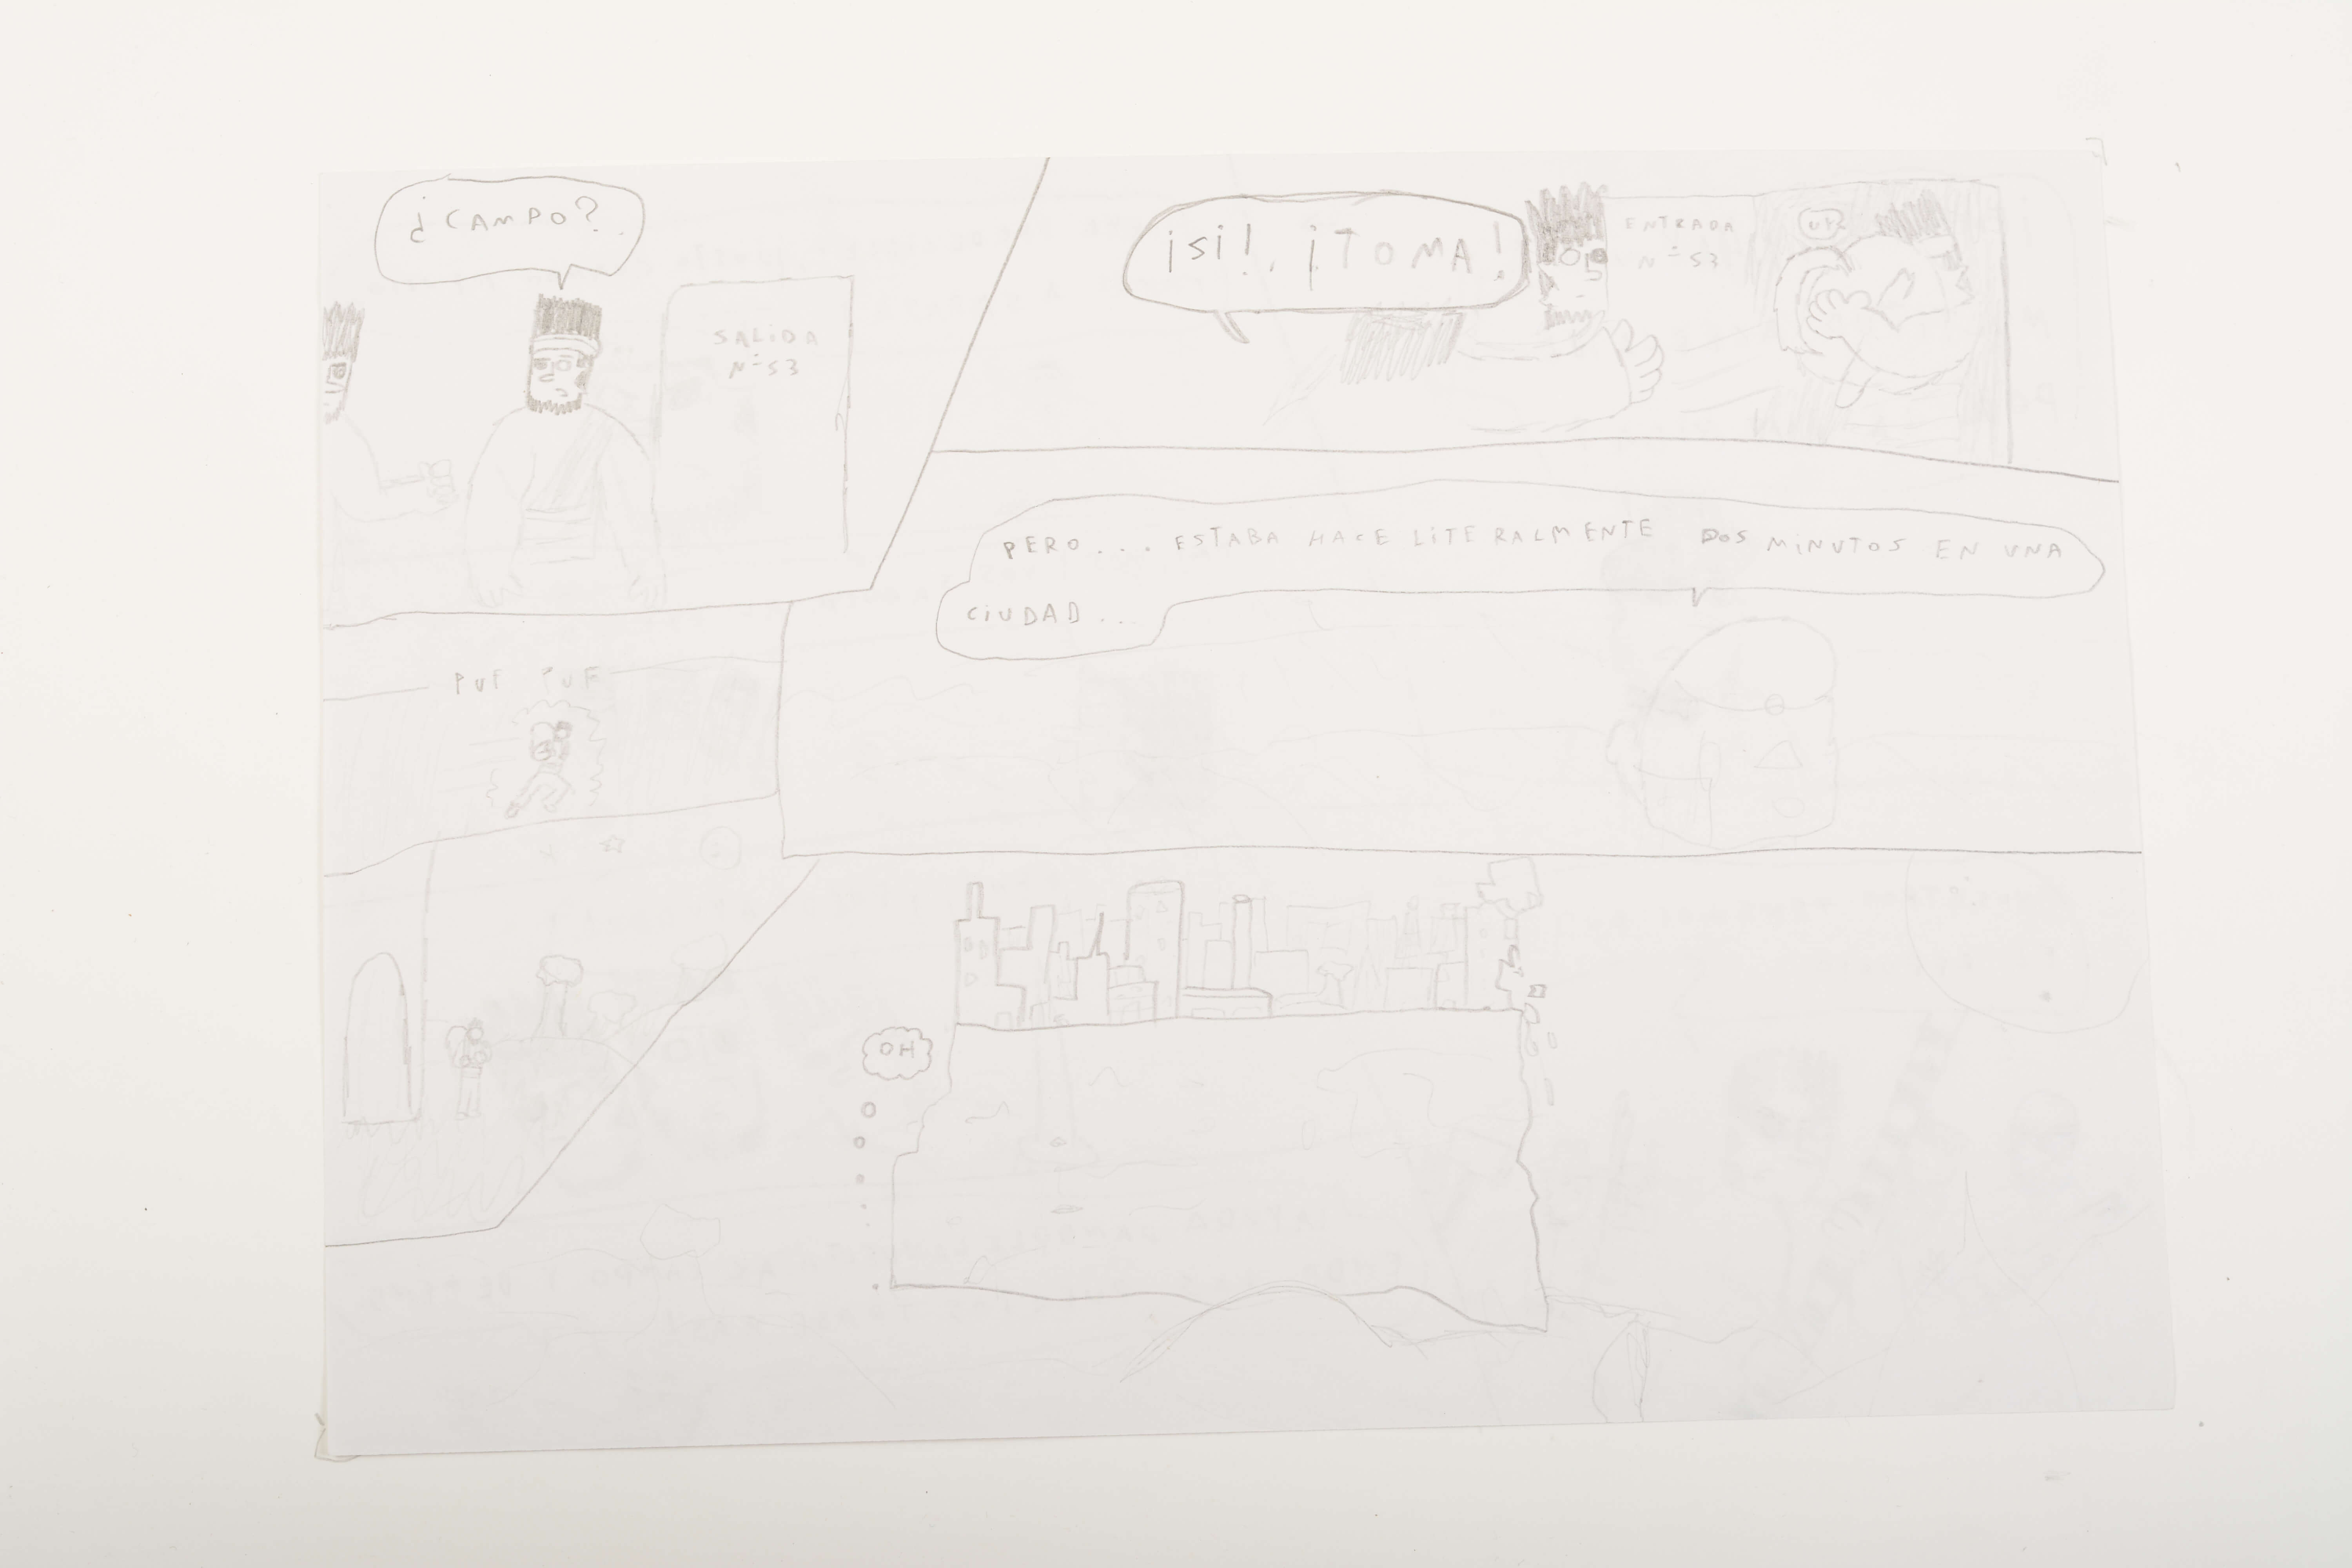 ¿CAMPO?
SALIDA
Nº 53
¡Si!, ¡TOMA!
ENTRADA
Nº 53
UF
PUF PUF
PERO... ESTABA HACE LITERALMENTE DOS MINUTOS EN UNA
CIUDAD...
OH